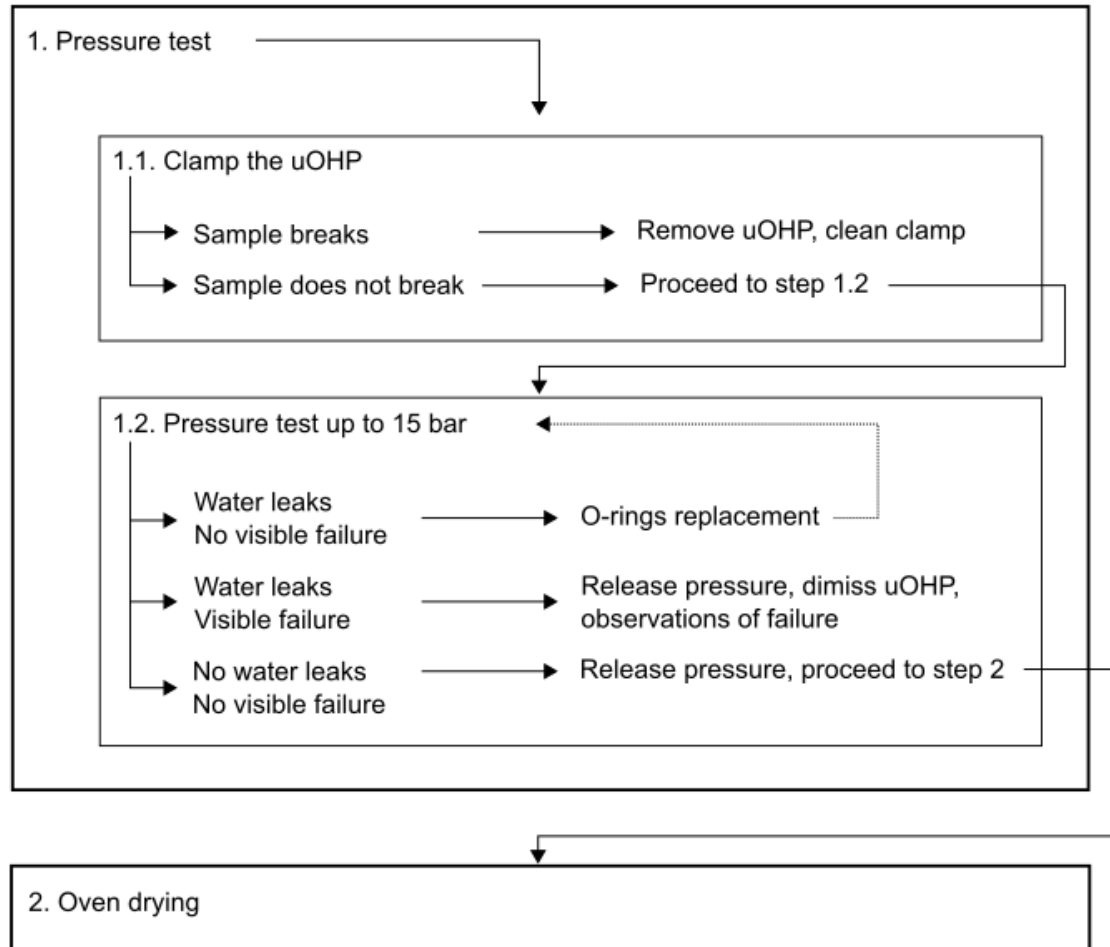 1. Pressure test
1.1. Clamp the uOHP
Sample breaks
Remove uOHP, clean clamp
Sample does not break
Proceed to step 1.2
1.2. Pressure test up to 15 bar
Water leaks
No visible failure
O-rings replacement
Water leaks
Visible failure
Release pressure, dimiss uOHP,
observations of failure
No water leaks
No visible failure
Release pressure, proceed to step 2
2. Oven drying